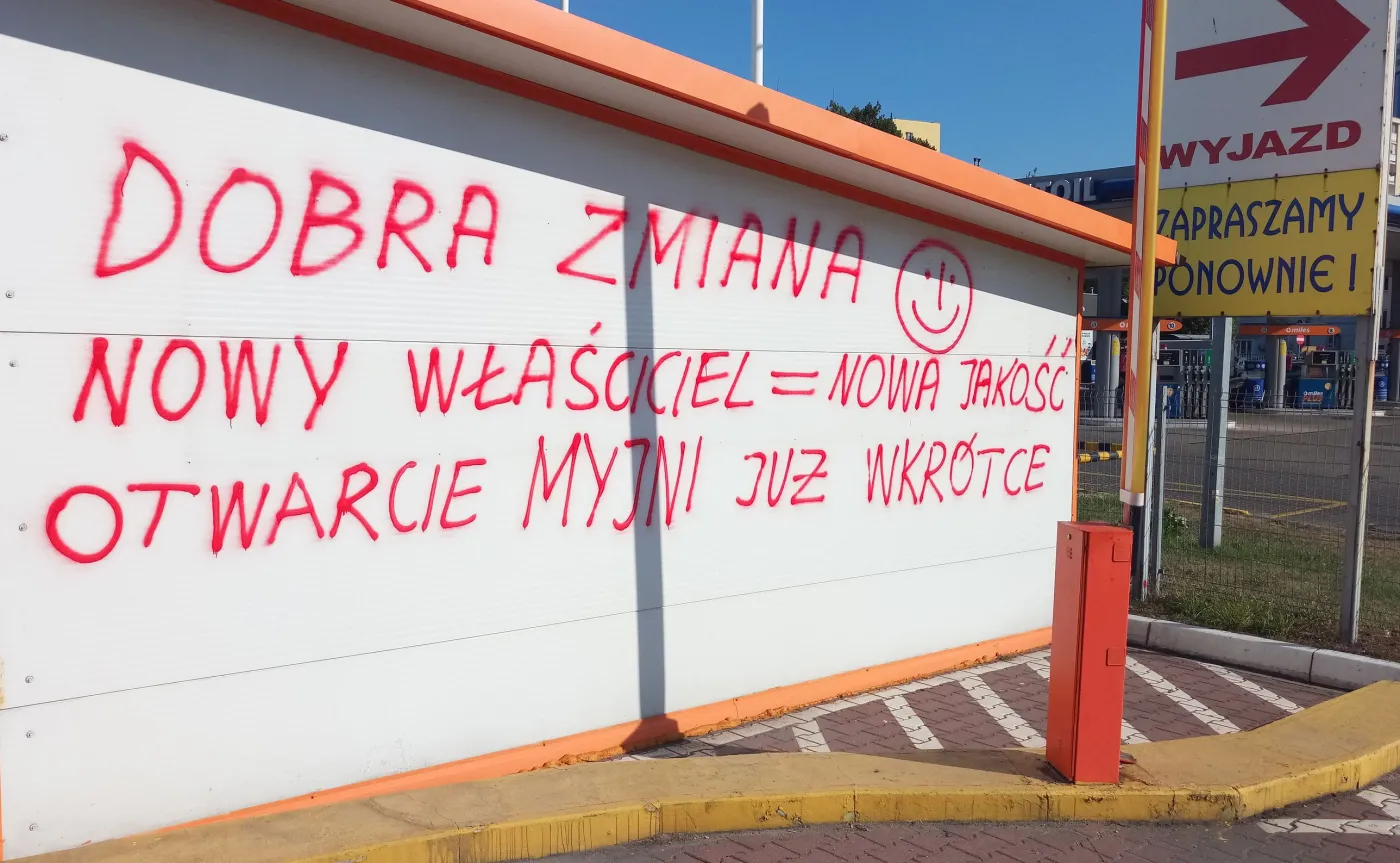 DOBRA ZMIANA
NOWY WŁAŚCICIEL = NOWA JAKOŚĆ
OTWARCIE MYJNI JUZ WKRÓTCE
WYJAZD
ZAPRASZAMY
PONOWNIE !